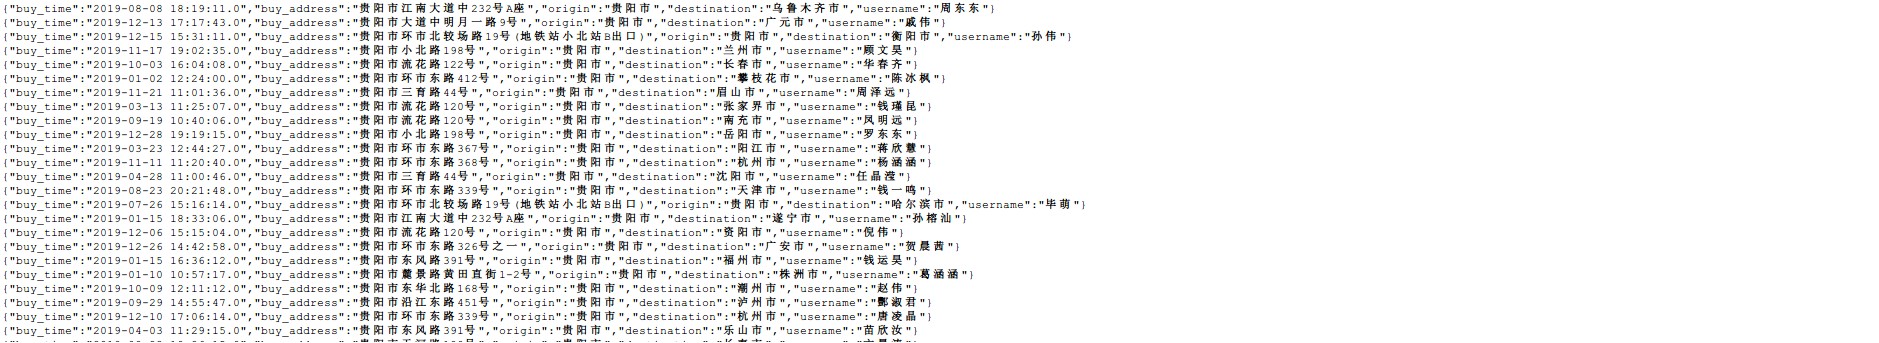 {"buy_time":"2019-08-08 18:19:11.0","buy_address":"贵阳市江南大道中232号A座","origin":"贵阳市","destination":"乌鲁木齐市","username":"周东东"}
{"buy_time":"2019-12-13 17:17:43.0","buy_address":"贵阳市大道中明月一路9号","origin":"贵阳市","destination":"广元市","username":"戚伟"}
{"buy_time":"2019-12-15 15:31:11.0","buy_address":"贵阳市环市北较场路19号(地铁站小北站B出口)","origin":"贵阳市","destination":"衡阳市","username":"孙伟"}
{"buy_time":"2019-11-17 19:02:35.0","buy_address":"贵阳市小北路198号","origin":"贵阳市","destination":"兰州市","username":"顾文昊"}
{"buy_time":"2019-10-03 16:04:08.0","buy_address":"贵阳市流花路122号","origin":"贵阳市","destination":"长春市","username":"华春齐"}
{"buy_time":"2019-01-02 12:24:00.0","buy_address":"贵阳市环市东路412号","origin":"贵阳市","destination":"攀枝花市","username":"陈冰枫"}
{"buy_time":"2019-11-21 11:01:36.0","buy_address":"贵阳市三育路44号","origin":"贵阳市","destination":"眉山市","username":"周泽远"}
{"buy_time":"2019-03-13 11:25:07.0","buy_address":"贵阳市流花路120号","origin":"贵阳市","destination":"张家界市","username":"钱瑾昆"}
{"buy_time":"2019-09-19 10:40:06.0","buy_address":"贵阳市流花路120号","origin":"贵阳市","destination":"南充市","username":"凤明远"}
{"buy_time":"2019-12-28 19:19:15.0","buy_address":"贵阳市小北路198号","origin":"贵阳市","destination":"岳阳市","username":"罗东东"}
{"buy_time":"2019-03-23 12:44:27.0","buy_address":"贵阳市环市东路367号","origin":"贵阳市","destination":"阳江市","username":"蒋欣慧"}
{"buy_time":"2019-11-11 11:20:40.0","buy_address":"贵阳市环市东路368号","origin":"贵阳市","destination":"杭州市","username":"杨涵涵"}
{"buy_time":"2019-04-28 11:00:46.0","buy_address":"贵阳市三育路44号","origin":"贵阳市","destination":"沈阳市","username":"任晶滢"}
{"buy_time":"2019-08-23 20:21:48.0","buy_address":"贵阳市环市东路339号","origin":"贵阳市","destination":"天津市","username":"钱一鸣"}
{"buy_time":"2019-07-26 15:16:14.0","buy_address":"贵阳市环市北较场路19号(地铁站小北站B出口)","origin":"贵阳市","destination":"哈尔滨市","username":"毕萌"}
{"buy_time":"2019-01-15 18:33:06.0","buy_address":"贵阳市江南大道中232号A座","origin":"贵阳市","destination":"遂宁市","username":"孙榕汕"}
{"buy_time":"2019-12-06 15:15:04.0","buy_address":"贵阳市流花路120号","origin":"贵阳市","destination":"资阳市","username":"倪伟"}
{"buy_time":"2019-12-26 14:42:58.0","buy_address":"贵阳市环市东路326号之一","origin":"贵阳市","destination":"广安市","username":"贺晨茜"}
{"buy_time":"2019-01-15 16:36:12.0","buy_address":"贵阳市东风路391号","origin":"贵阳市","destination":"福州市","username":"钱运昊"}
{"buy_time":"2019-01-10 10:57:17.0","buy_address":"贵阳市麓景路黄田直街1-2号","origin":"贵阳市","destination":"株洲市","username":"葛涵涵"}
{"buy_time":"2019-10-09 12:11:12.0","buy_address":"贵阳市东华北路168号","origin":"贵阳市","destination":"潮州市","username":"赵伟"}
{"buy_time":"2019-09-29 14:55:47.0","buy_address":"贵阳市沿江东路451号","origin":"贵阳市","destination":"泸州市","username":"酆淑君"}
{"buy_time":"2019-12-10 17:06:14.0","buy_address":"贵阳市环市东路339号","origin":"贵阳市","destination":"杭州市","username":"唐凌晶"}
{"buy_time":"2019-04-03 11:29:15.0","buy_address":"贵阳市东风路391号","origin":"贵阳市","destination":"乐山市","username":"苗欣汝"}